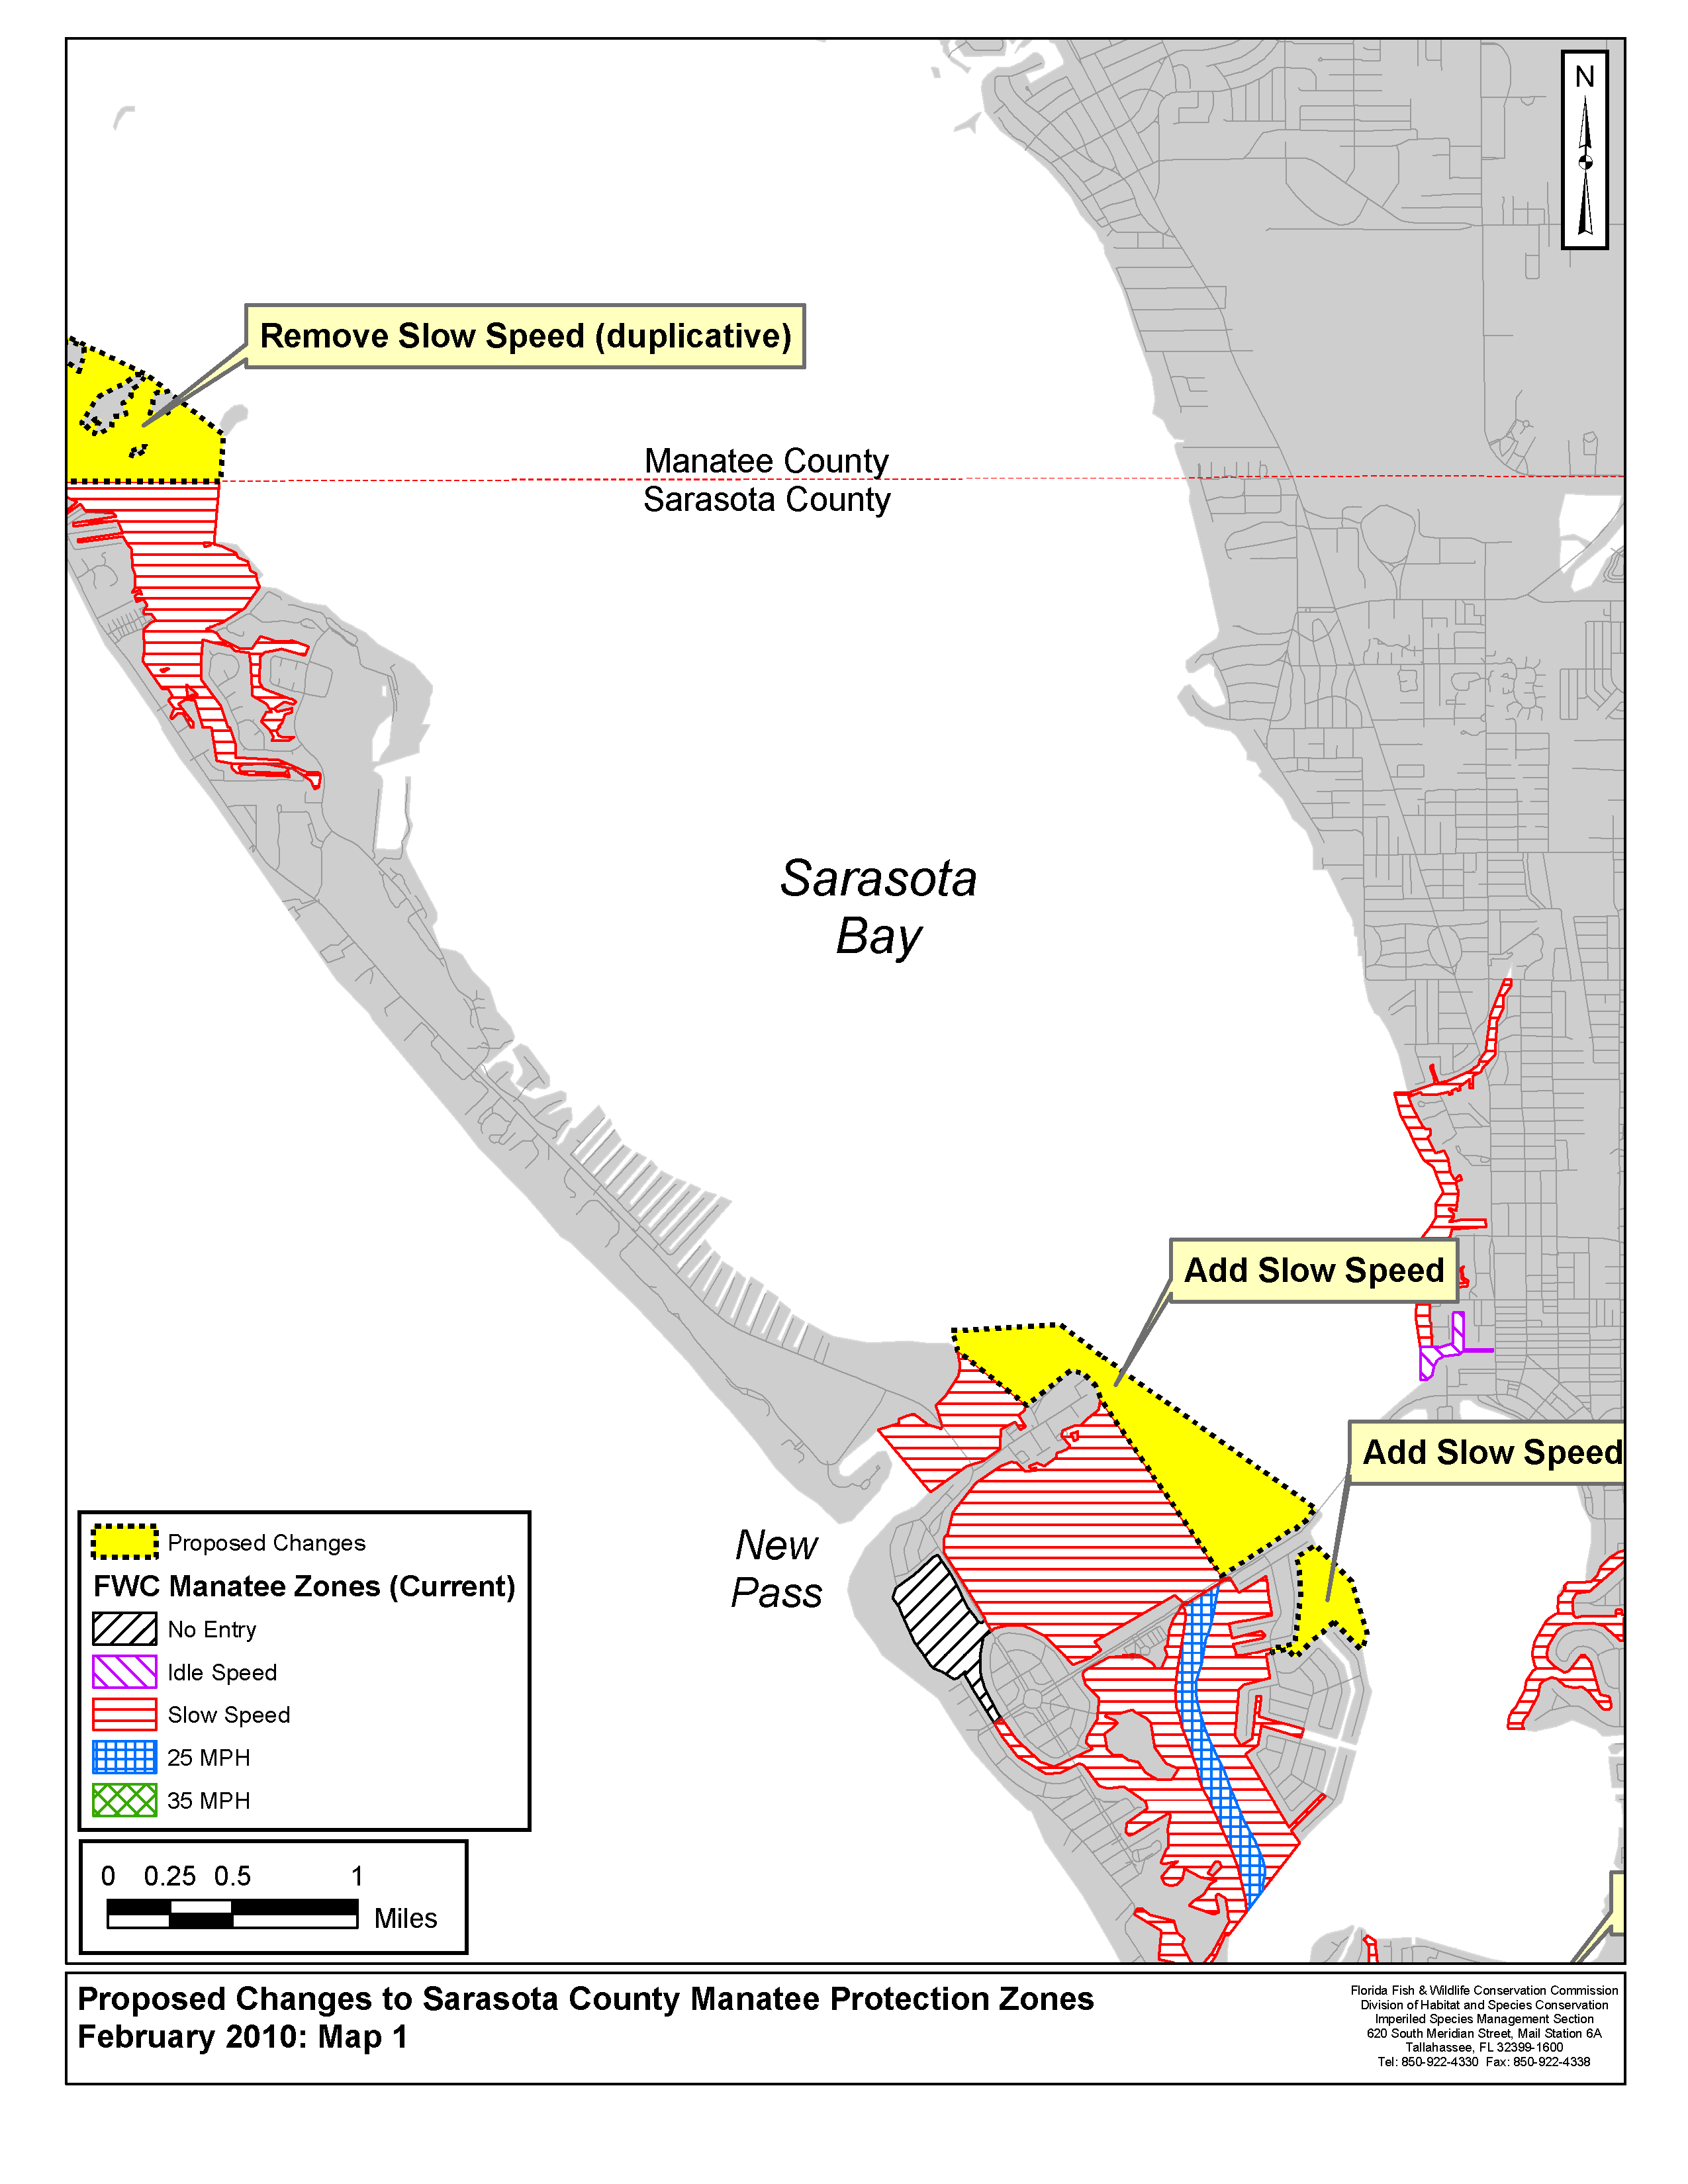 N
Remove Slow Speed (duplicative)
Manatee County
Sarasota County
Sarasota
Bay
Add Slow Speed
Add Slow Speed
New
Pass
Proposed Changes
FWC Manatee Zones (Current)
No Entry
Idle Speed
Slow Speed
25 MPH
35 MPH
0 0.25 0.5 1
Miles
Proposed Changes to Sarasota County Manatee Protection Zones
February 2010: Map 1
Florida Fish & Wildlife Conservation Commission
Division of Habitat and Species Conservation
Imperiled Species Management Section
620 South Meridian Street, Mail Station 6A
Tallahassee, FL 32399-1600
Tel: 850-922-4330 Fax: 850-922-4338